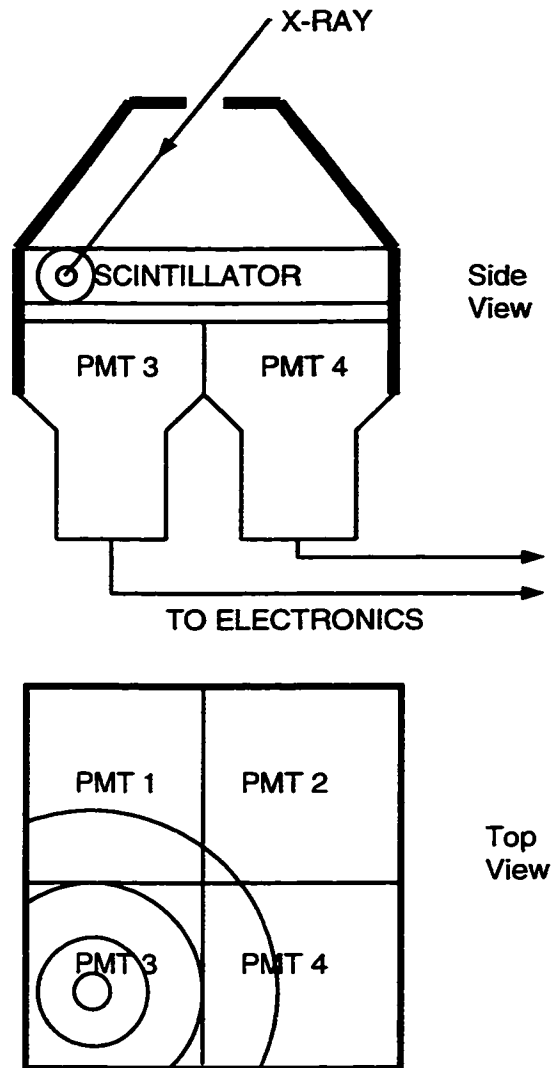 X-RAY
SCINTILLATOR
Side
View
PMT 3 PMT 4
TO ELECTRONICS
PMT 1 PMT 2
Top
View
PMT 3 PMT 4